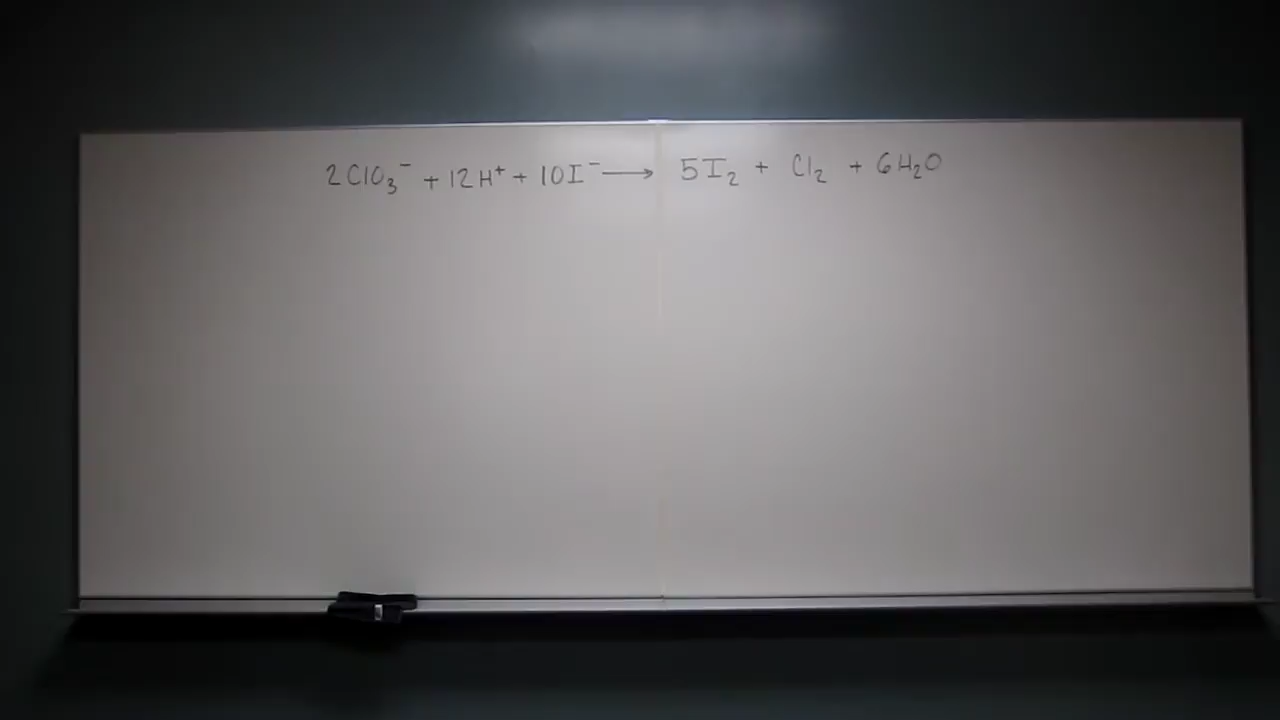 2ClO₃⁻ + 12H⁺ + 10I⁻ ⟶ 5I₂ + Cl₂ + 6H₂O